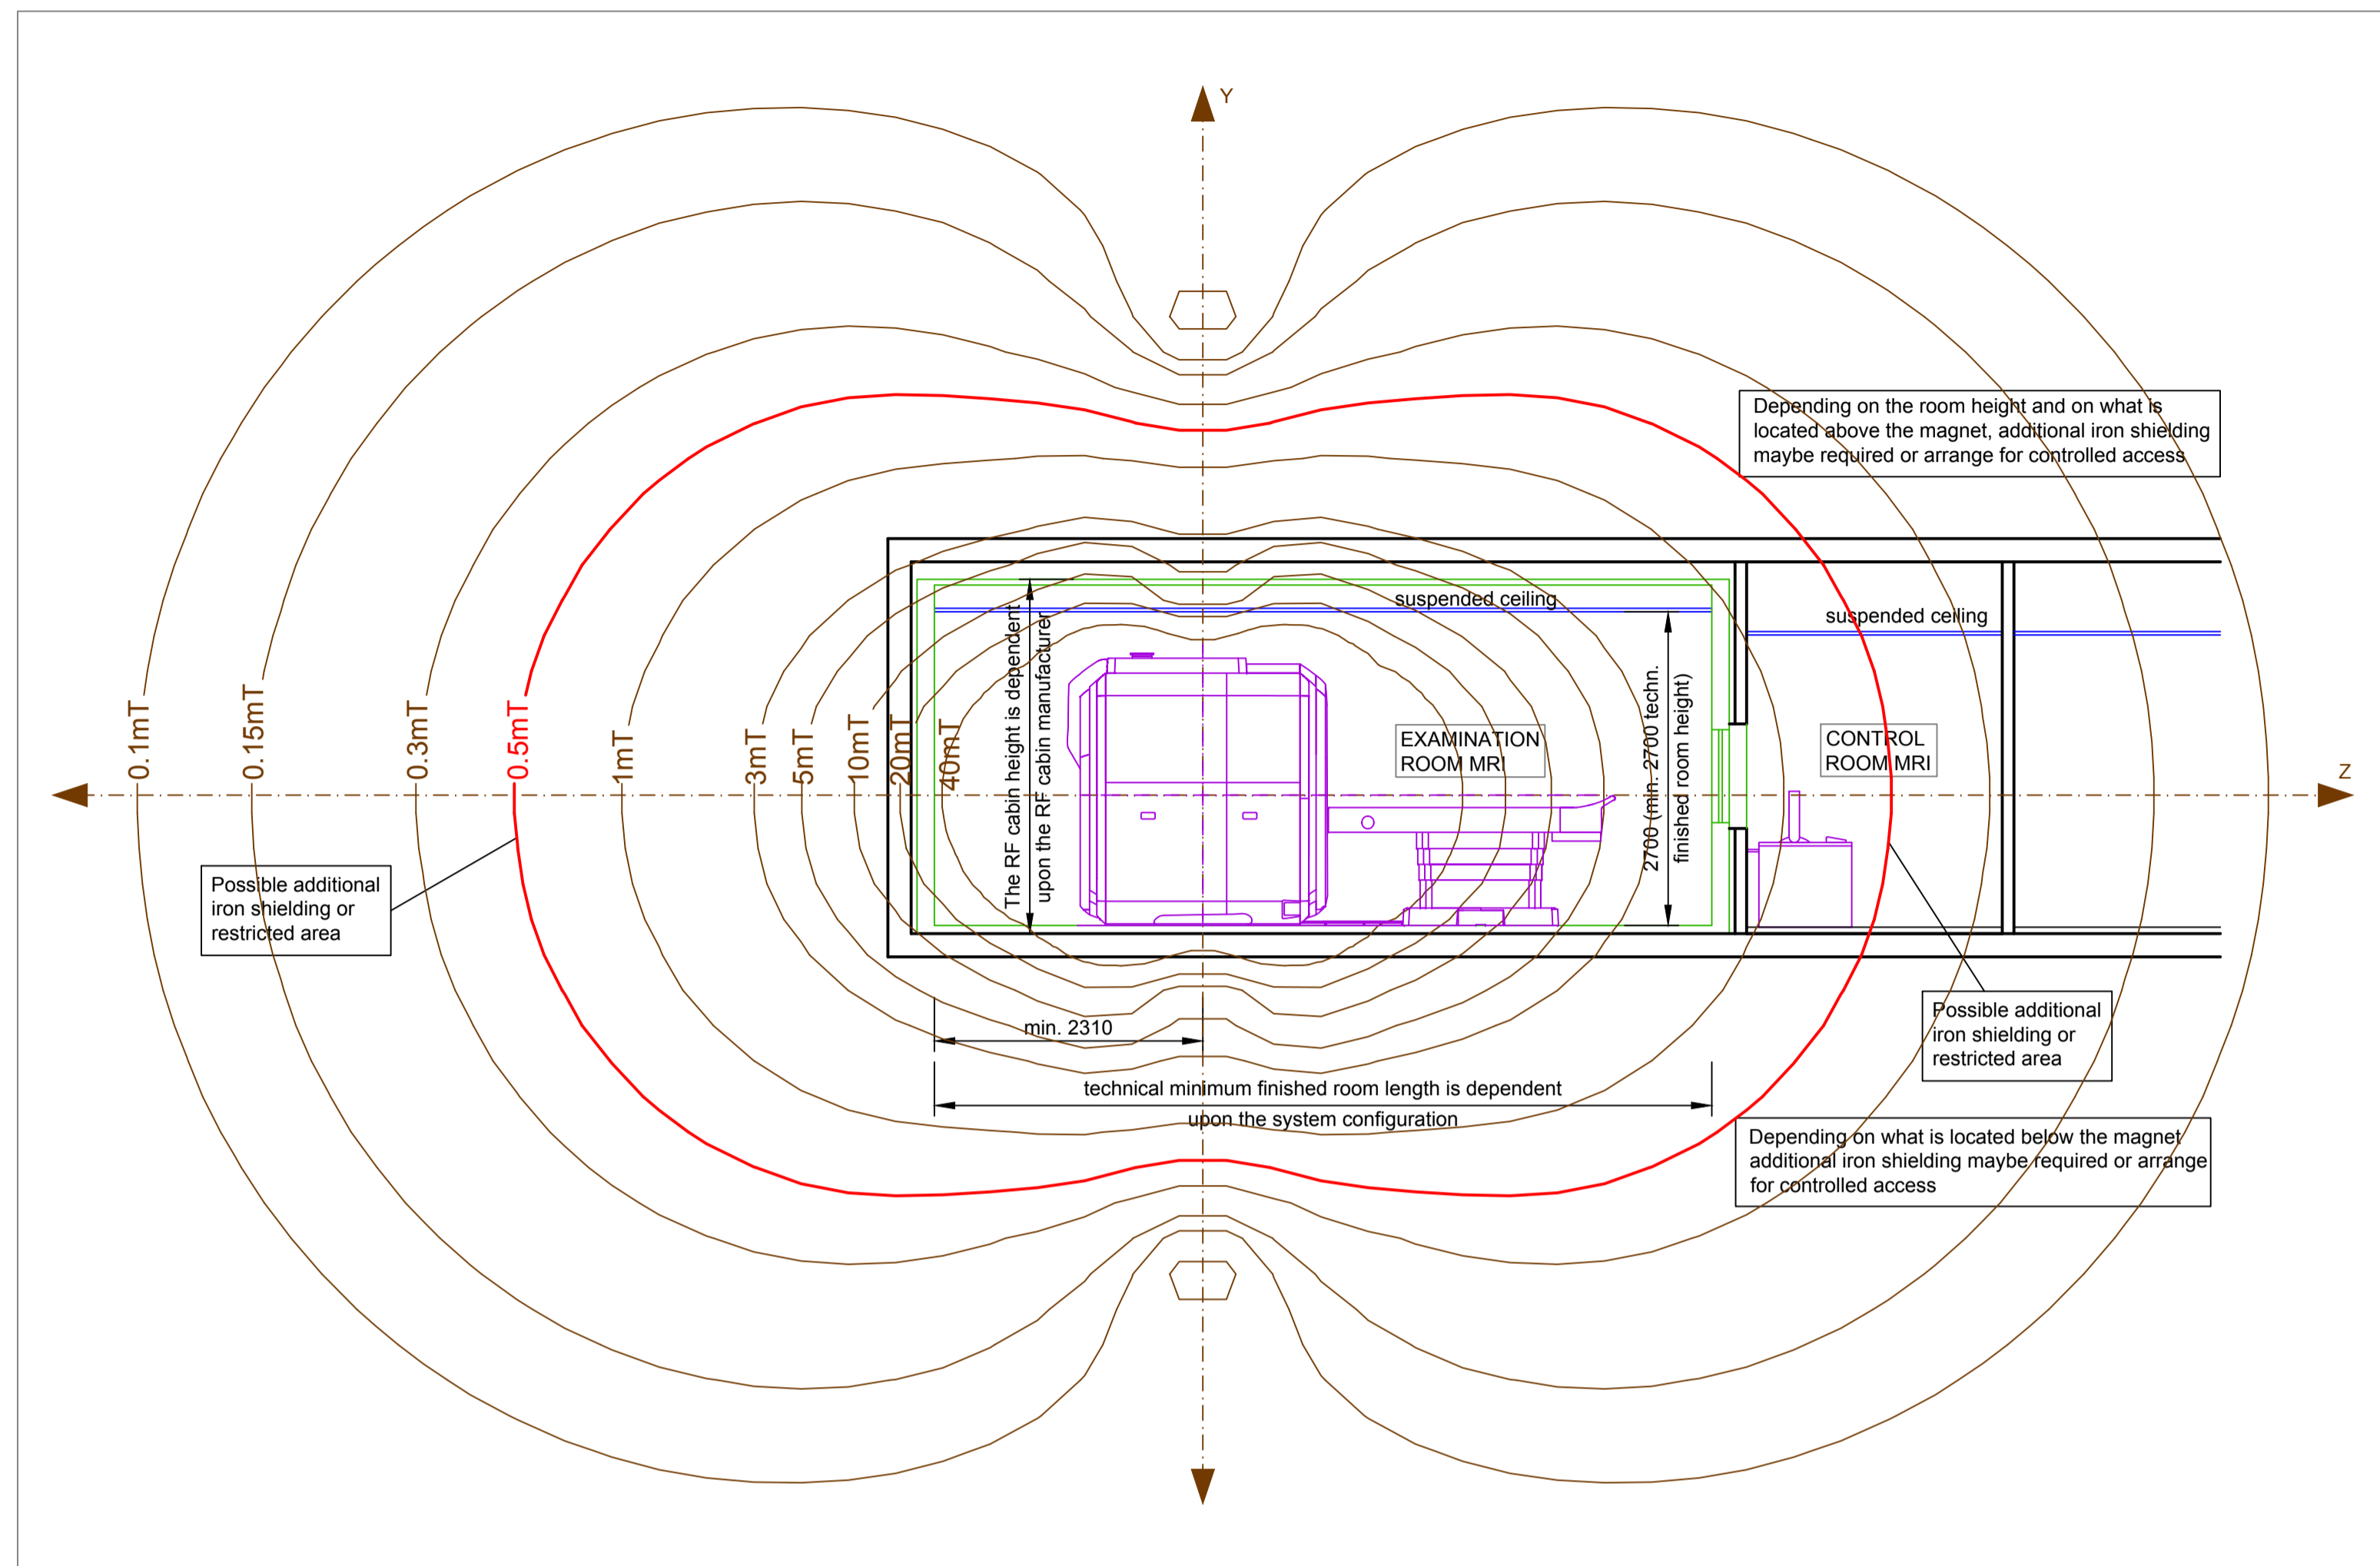 Y
Depending on the room height and on what is
located above the magnet, additional iron shielding
maybe required or arrange for controlled access
suspended ceiling
suspended ceiling
The RF cabin height is dependent
upon the RF cabin manufacturer
2700 (min. 2700 techn.
finished room height)
0.1mT
0.15mT
0.3mT
0.5mT
1mT
3mT
5mT
10mT
20mT
40mT
EXAMINATION
ROOM MRI
CONTROL
ROOM MRI
Z
Possible additional
iron shielding or
restricted area
Possible additional
iron shielding or
restricted area
min. 2310
technical minimum finished room length is dependent
upon the system configuration
Depending on what is located below the magnet
additional iron shielding maybe required or arrange
for controlled access